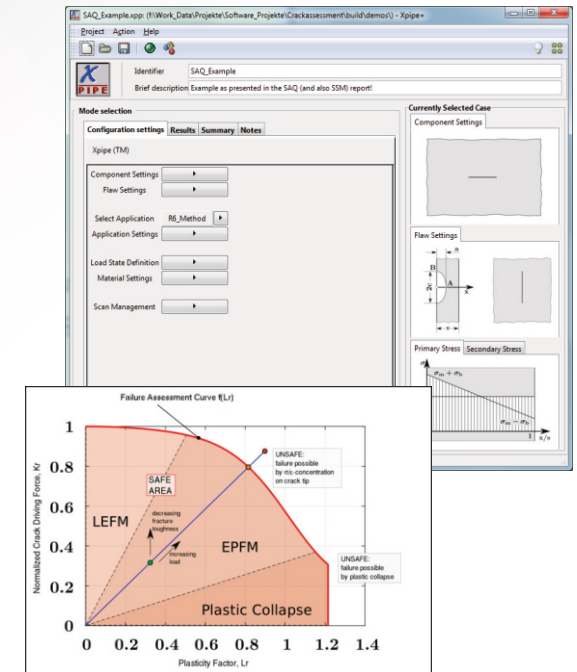 SAQ_Example.xpp: (f:\Work_Data\Projekte\Software_Projekte\Crackassessment\build\demos\) - Xpipe+
Project Action Help
X
PIPE
Identifier SAQ_Example
Brief description Example as presented in the SAQ (and also SSM) report!
Mode selection
Configuration settings Results Summary Notes
Xpipe (TM)
Component Settings
Flaw Settings
Select Application R6_Method
Application Settings
Load State Definition
Material Settings
Scan Management
Currently Selected Case
Component Settings
Flaw Settings
a
B
2c
A
x
s
Primary Stress Secondary Stress
σ
σm + σb
σm − σb
1 x/s
Failure Assessment Curve f(Lr)
Normalized Crack Driving Force, Kr
1
0.8
0.6
0.4
0.2
0
UNSAFE:
failure possible
on crack tip
SAFE
AREA
decreasing
fracture
toughness
LEFM
EPFM
increasing
load
UNSAFE:
failure possible
by plastic collapse
Plastic Collapse
0 0.2 0.4 0.6 0.8 1 1.2 1.4
Plasticity Factor, Lr